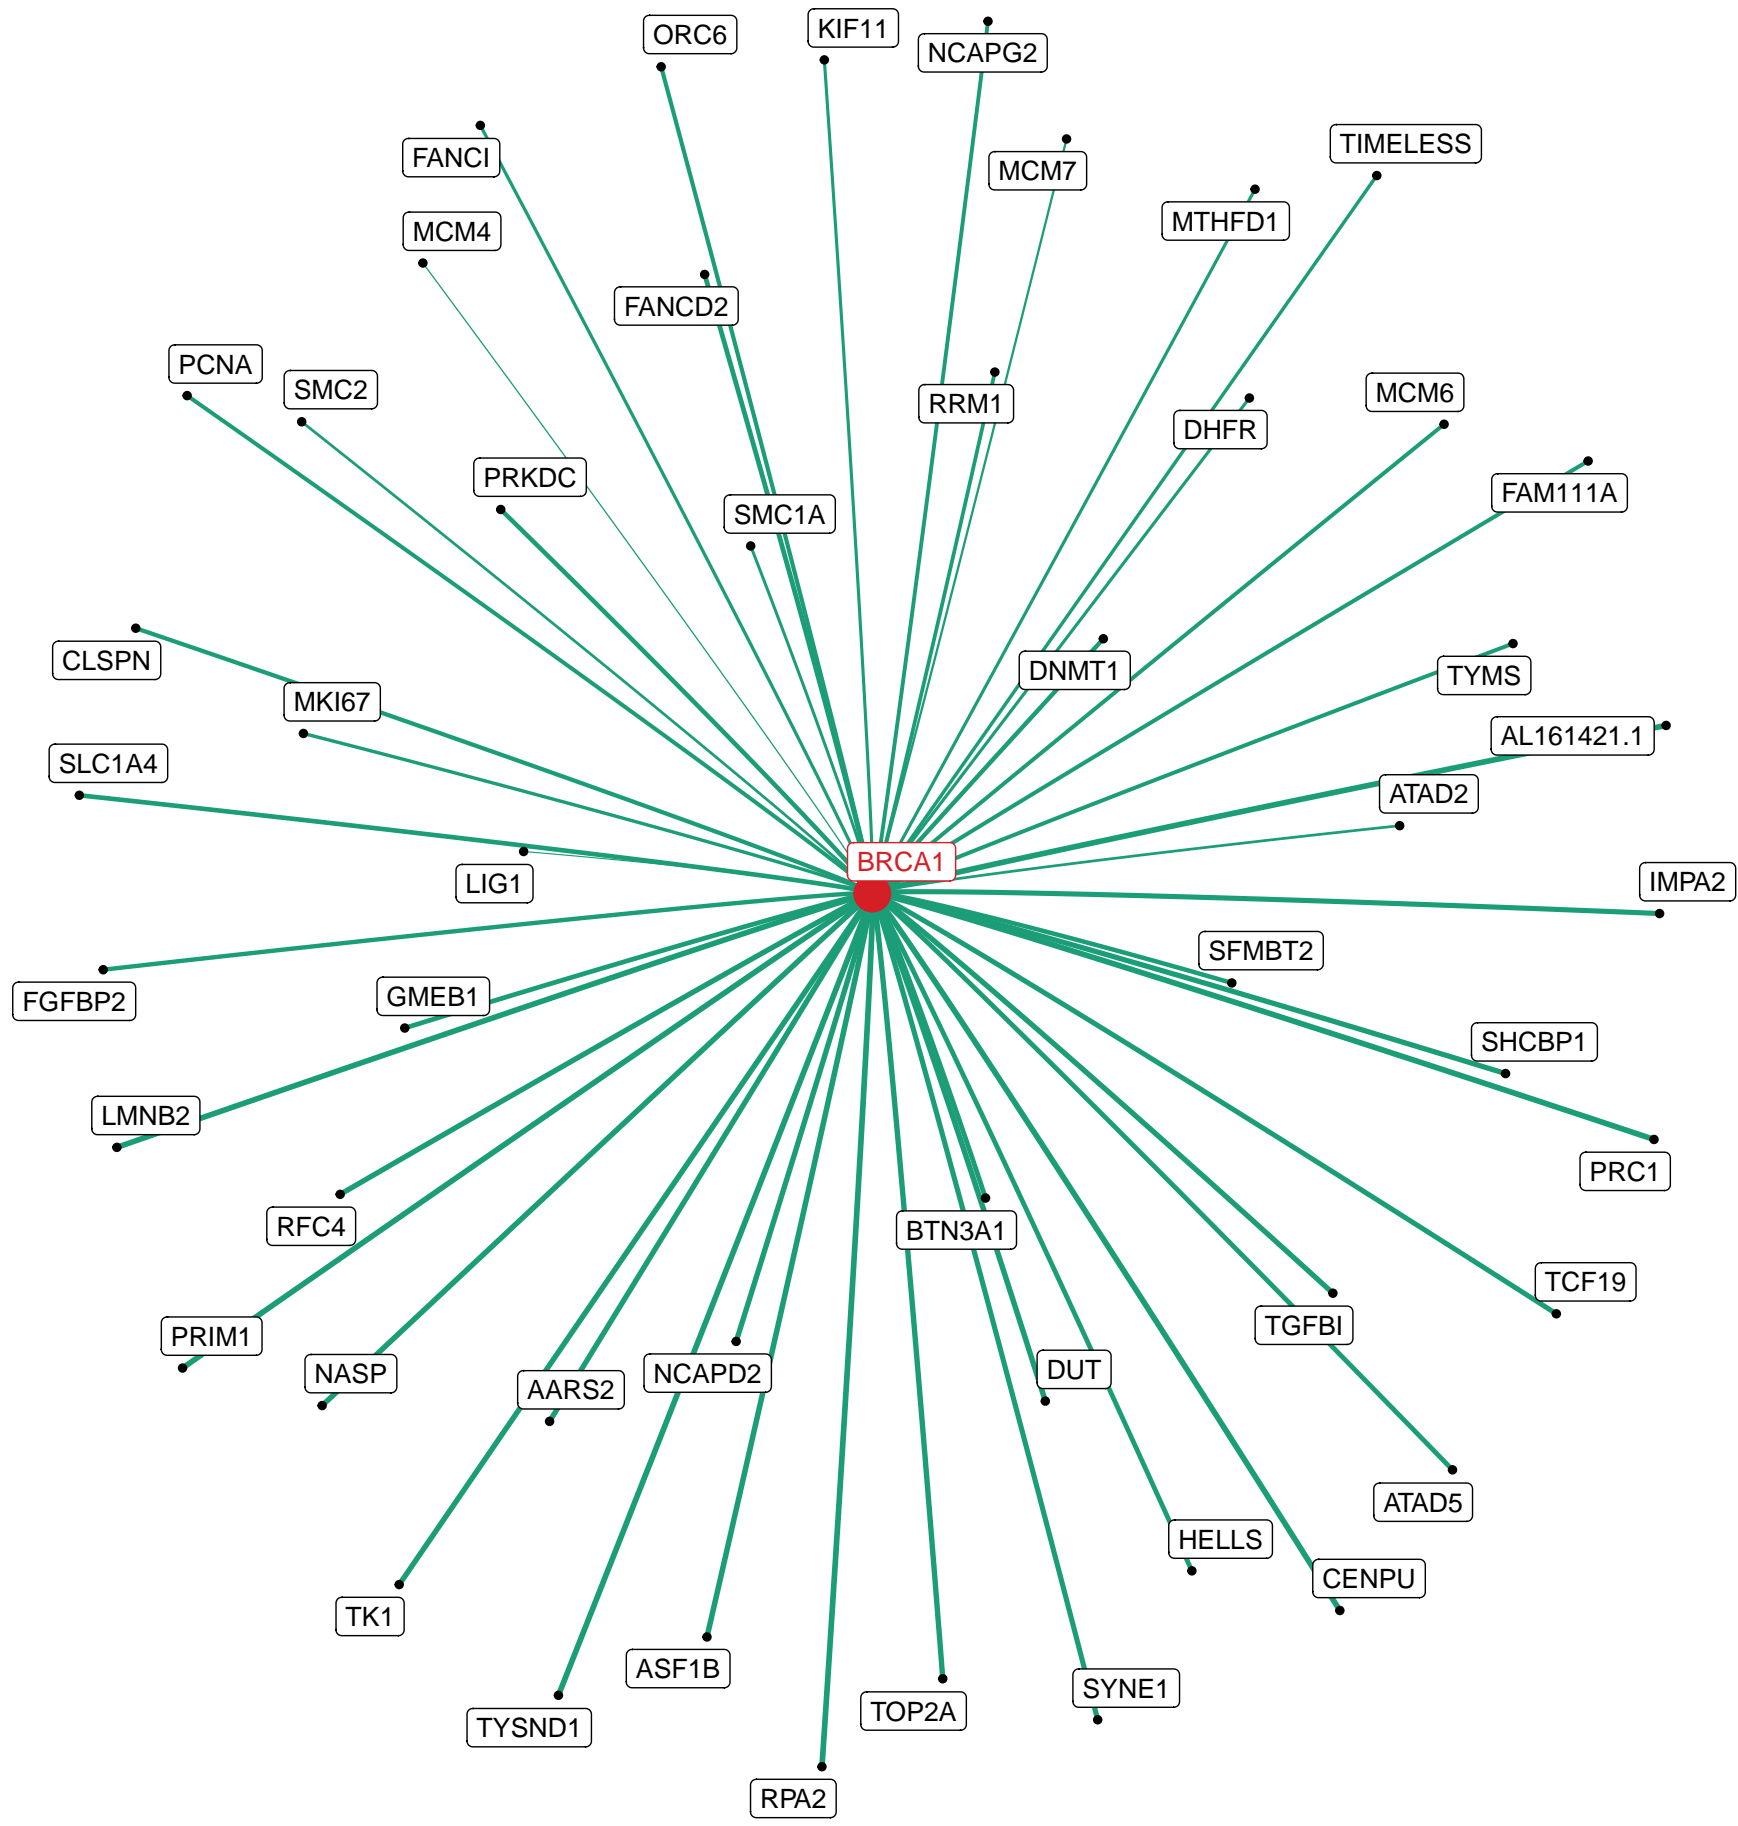 KIF11
ORC6
NCAPG2
TIMELESS
FANCI
MCM7
MTHFD1
MCM4
FANCD2
PCNA
SMC2
MCM6
RRM1
DHFR
PRKDC
FAM111A
SMC1A
CLSPN
DNMT1
TYMS
MKI67
AL161421.1
SLC1A4
ATAD2
BRCA1
LIG1
IMPA2
SFMBT2
GMEB1
FGFBP2
SHCBP1
LMNB2
PRC1
RFC4
BTN3A1
TCF19
TGFBI
PRIM1
DUT
NASP
NCAPD2
AARS2
ATAD5
HELLS
CENPU
TK1
ASF1B
SYNE1
TOP2A
TYSND1
RPA2